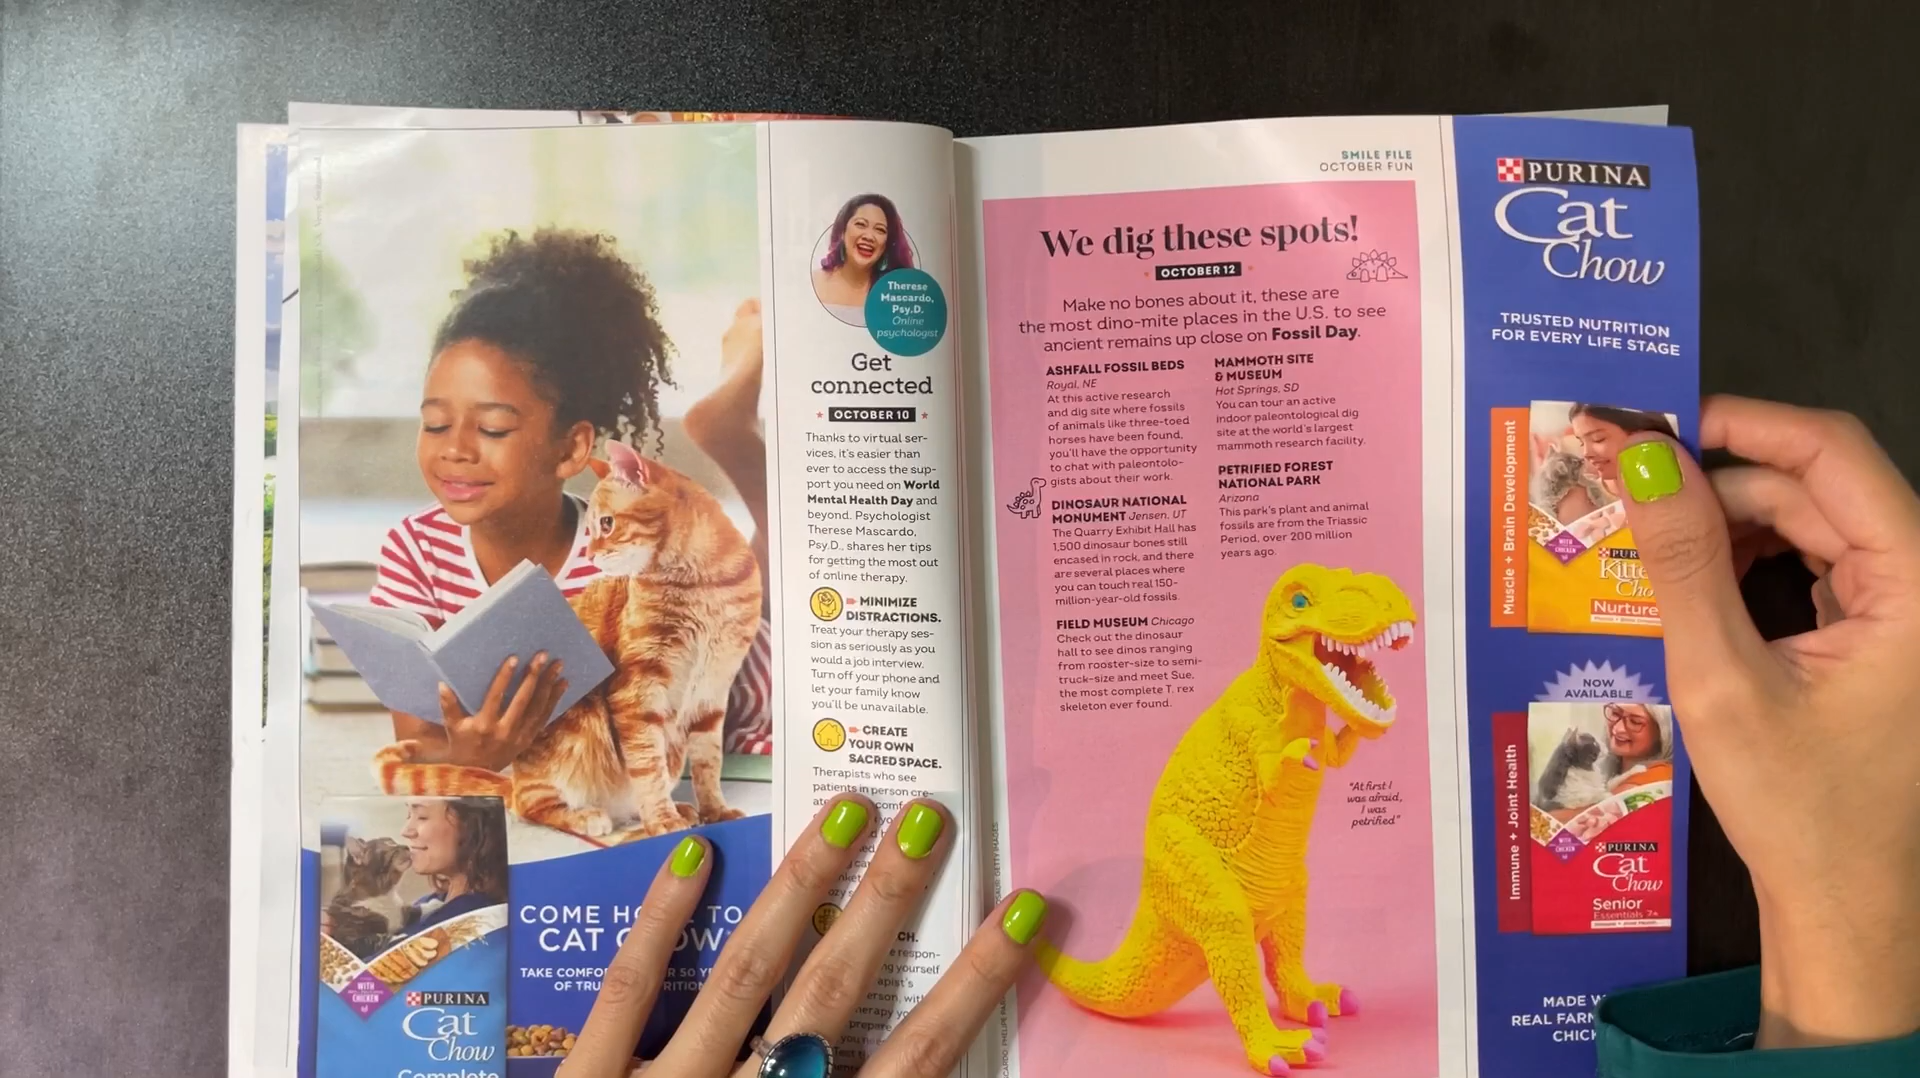 Therese
Mascardo,
Psy.D.
Online
psychologist
Get
connected
OCTOBER 10
Thanks to virtual ser-
vices, it's easier than
ever to access the sup-
port you need on World
Mental Health Day and
beyond. Psychologist
Therese Mascardo,
Psy.D., shares her tips
for getting the most out
of online therapy.
MINIMIZE
DISTRACTIONS.
Treat your therapy ses-
sion as seriously as you
would a job interview.
Turn off your phone and
let your family know
you'll be unavailable.
CREATE
YOUR OWN
SACRED SPACE.
Therapists who see
patients in person cre-
COME TO
CAT
TAKE
OF
WITH
CHICKEN
PURINA
Cat
Chow
Complete
SMILE FILE
OCTOBER FUN
We dig these spots!
OCTOBER 12
Make no bones about it, these are
the most dino-mite places in the U.S. to see
ancient remains up close on Fossil Day.
ASHFALL FOSSIL BEDS
Royal, NE
At this active research
and dig site where fossils
of animals like three-toed
horses have been found,
you'll have the opportunity
to chat with paleontolo-
gists about their work.
DINOSAUR NATIONAL
MONUMENT Jensen, UT
The Quarry Exhibit Hall has
1,500 dinosaur bones still
encased in rock, and there
are several places where
you can touch real 150-
million-year-old fossils.
FIELD MUSEUM Chicago
Check out the dinosaur
hall to see dinos ranging
from rooster-size to semi-
truck-size and meet Sue,
the most complete T. rex
skeleton ever found.
MAMMOTH SITE
& MUSEUM
Hot Springs, SD
You can tour an active
indoor paleontological dig
site at the world's largest
mammoth research facility.
PETRIFIED FOREST
NATIONAL PARK
Arizona
This park's plant and animal
fossils are from the Triassic
Period, over 200 million
years ago.
"At first I
was afraid,
I was
petrified"
PURINA
Cat
Chow
TRUSTED NUTRITION
FOR EVERY LIFE STAGE
Muscle + Brain Development
WITH
CHICKEN
Nurture
NOW
AVAILABLE
Immune + Joint Health
WITH
CHICKEN
PURINA
Cat
Chow
Senior
Essentials 7+
MADE
REAL